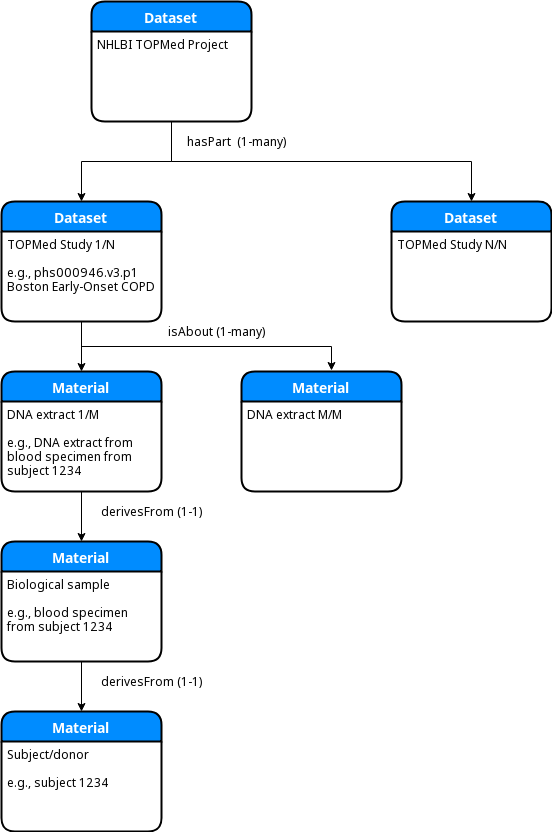 Dataset
NHLBI TOPMed Project
hasPart (1-many)
Dataset
TOPMed Study 1/N
e.g., phs000946.v3.p1
Boston Early-Onset COPD
Dataset
TOPMed Study N/N
isAbout (1-many)
Material
DNA extract 1/M
e.g., DNA extract from
blood specimen from
subject 1234
Material
DNA extract M/M
derivesFrom (1-1)
Material
Biological sample
e.g., blood specimen
from subject 1234
derivesFrom (1-1)
Material
Subject/donor
e.g., subject 1234